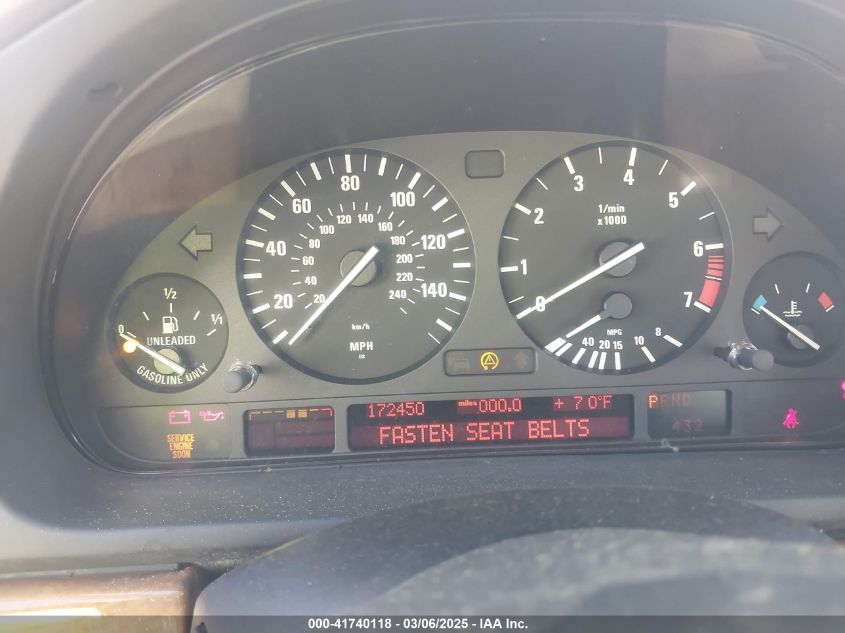 20 40 60 80 100 120 140
20 40 60 80 100 120 140 160 180 200 220 240
km/h
MPH
0 1 2 3 4 5 6 7
1/min
x1000
MPG
40 20 15 10 8
0 1/2 1/1
UNLEADED
GASOLINE ONLY
SERVICE
ENGINE
SOON
172450 miles 000.0 + 70°F
FASTEN SEAT BELTS
PRND
432
000-41740118 - 03/06/2025 - IAA, Inc.